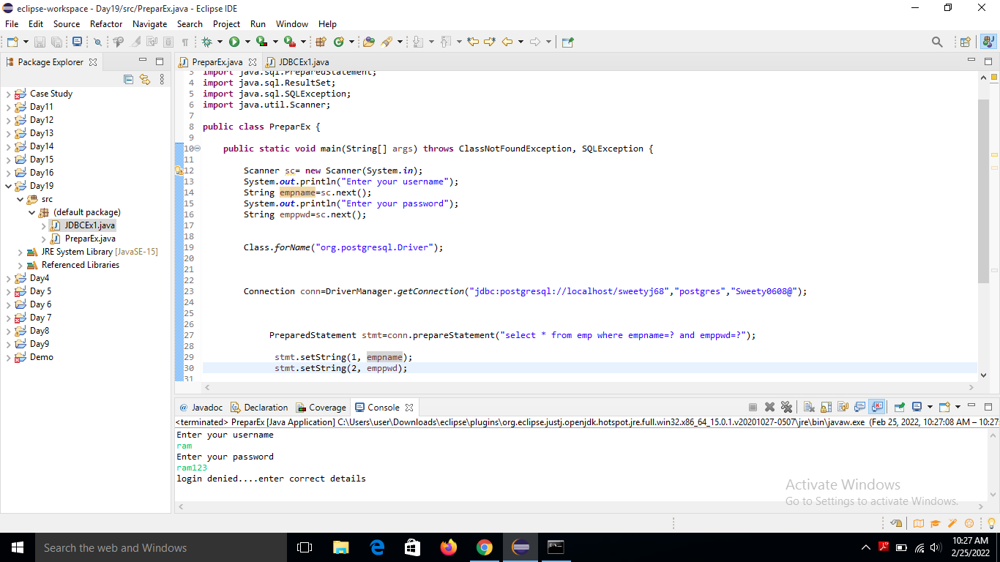 eclipse-workspace - Day19/src/PreparEx.java - Eclipse IDE
File Edit Source Refactor Navigate Search Project Run Window Help
Package Explorer
Case Study
Day11
Day12
Day13
Day14
Day15
Day16
Day19
src
(default package)
JDBCEx1.java
PreparEx.java
JRE System Library [JavaSE-15]
Referenced Libraries
Day4
Day 5
Day 6
Day 7
Day8
Day9
Demo
PreparEx.java JDBCEx1.java
3 import java.sql.PreparedStatement;
4 import java.sql.ResultSet;
5 import java.sql.SQLException;
6 import java.util.Scanner;
7
8 public class PreparEx {
9
10 public static void main(String[] args) throws ClassNotFoundException, SQLException {
11
12 Scanner sc= new Scanner(System.in);
13 System.out.println("Enter your username");
14 String empname=sc.next();
15 System.out.println("Enter your password");
16 String emppwd=sc.next();
17
18
19 Class.forName("org.postgresql.Driver");
20
21
22
23 Connection conn=DriverManager.getConnection("jdbc:postgresql://localhost/sweetyj68","postgres","Sweety0608@");
24
25
26
27 PreparedStatement stmt=conn.prepareStatement("select * from emp where empname=? and emppwd=?");
28
29 stmt.setString(1, empname);
30 stmt.setString(2, emppwd);
31
@ Javadoc Declaration Coverage Console
<terminated> PreparEx [Java Application] C:\Users\user\Downloads\eclipse\plugins\org.eclipse.justj.openjdk.hotspot.jre.full.win32.x86_64_15.0.1.v20201027-0507\jre\bin\javaw.exe (Feb 25, 2022, 10:27:08 AM – 10:27:
Enter your username
ram
Enter your password
ram123
login denied....enter correct details
Activate Windows
Go to Settings to activate Windows.
Search the web and Windows
10:27 AM
2/25/2022